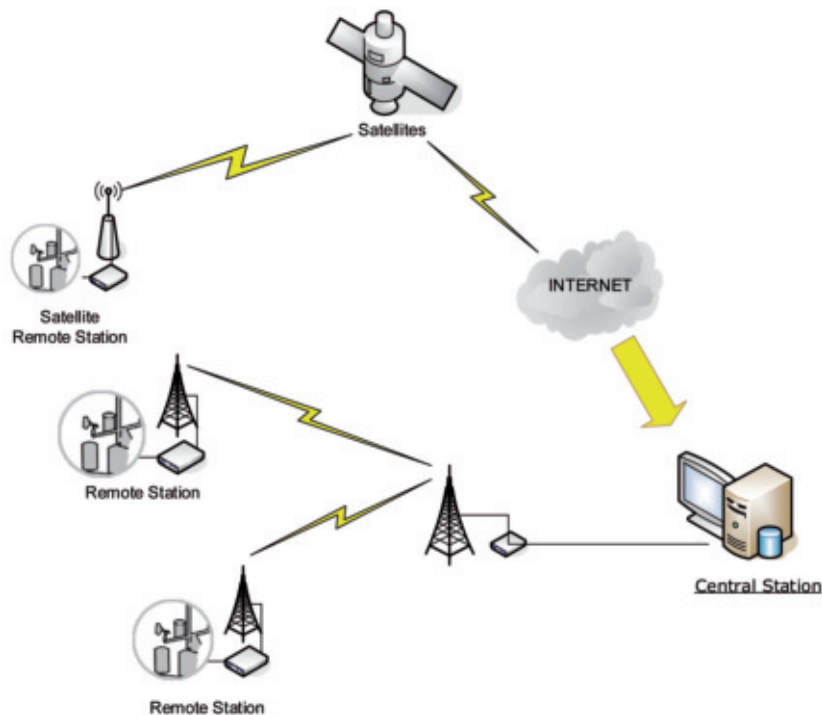 Satellites
INTERNET
Satellite
Remote Station
Remote Station
Central Station
Remote Station